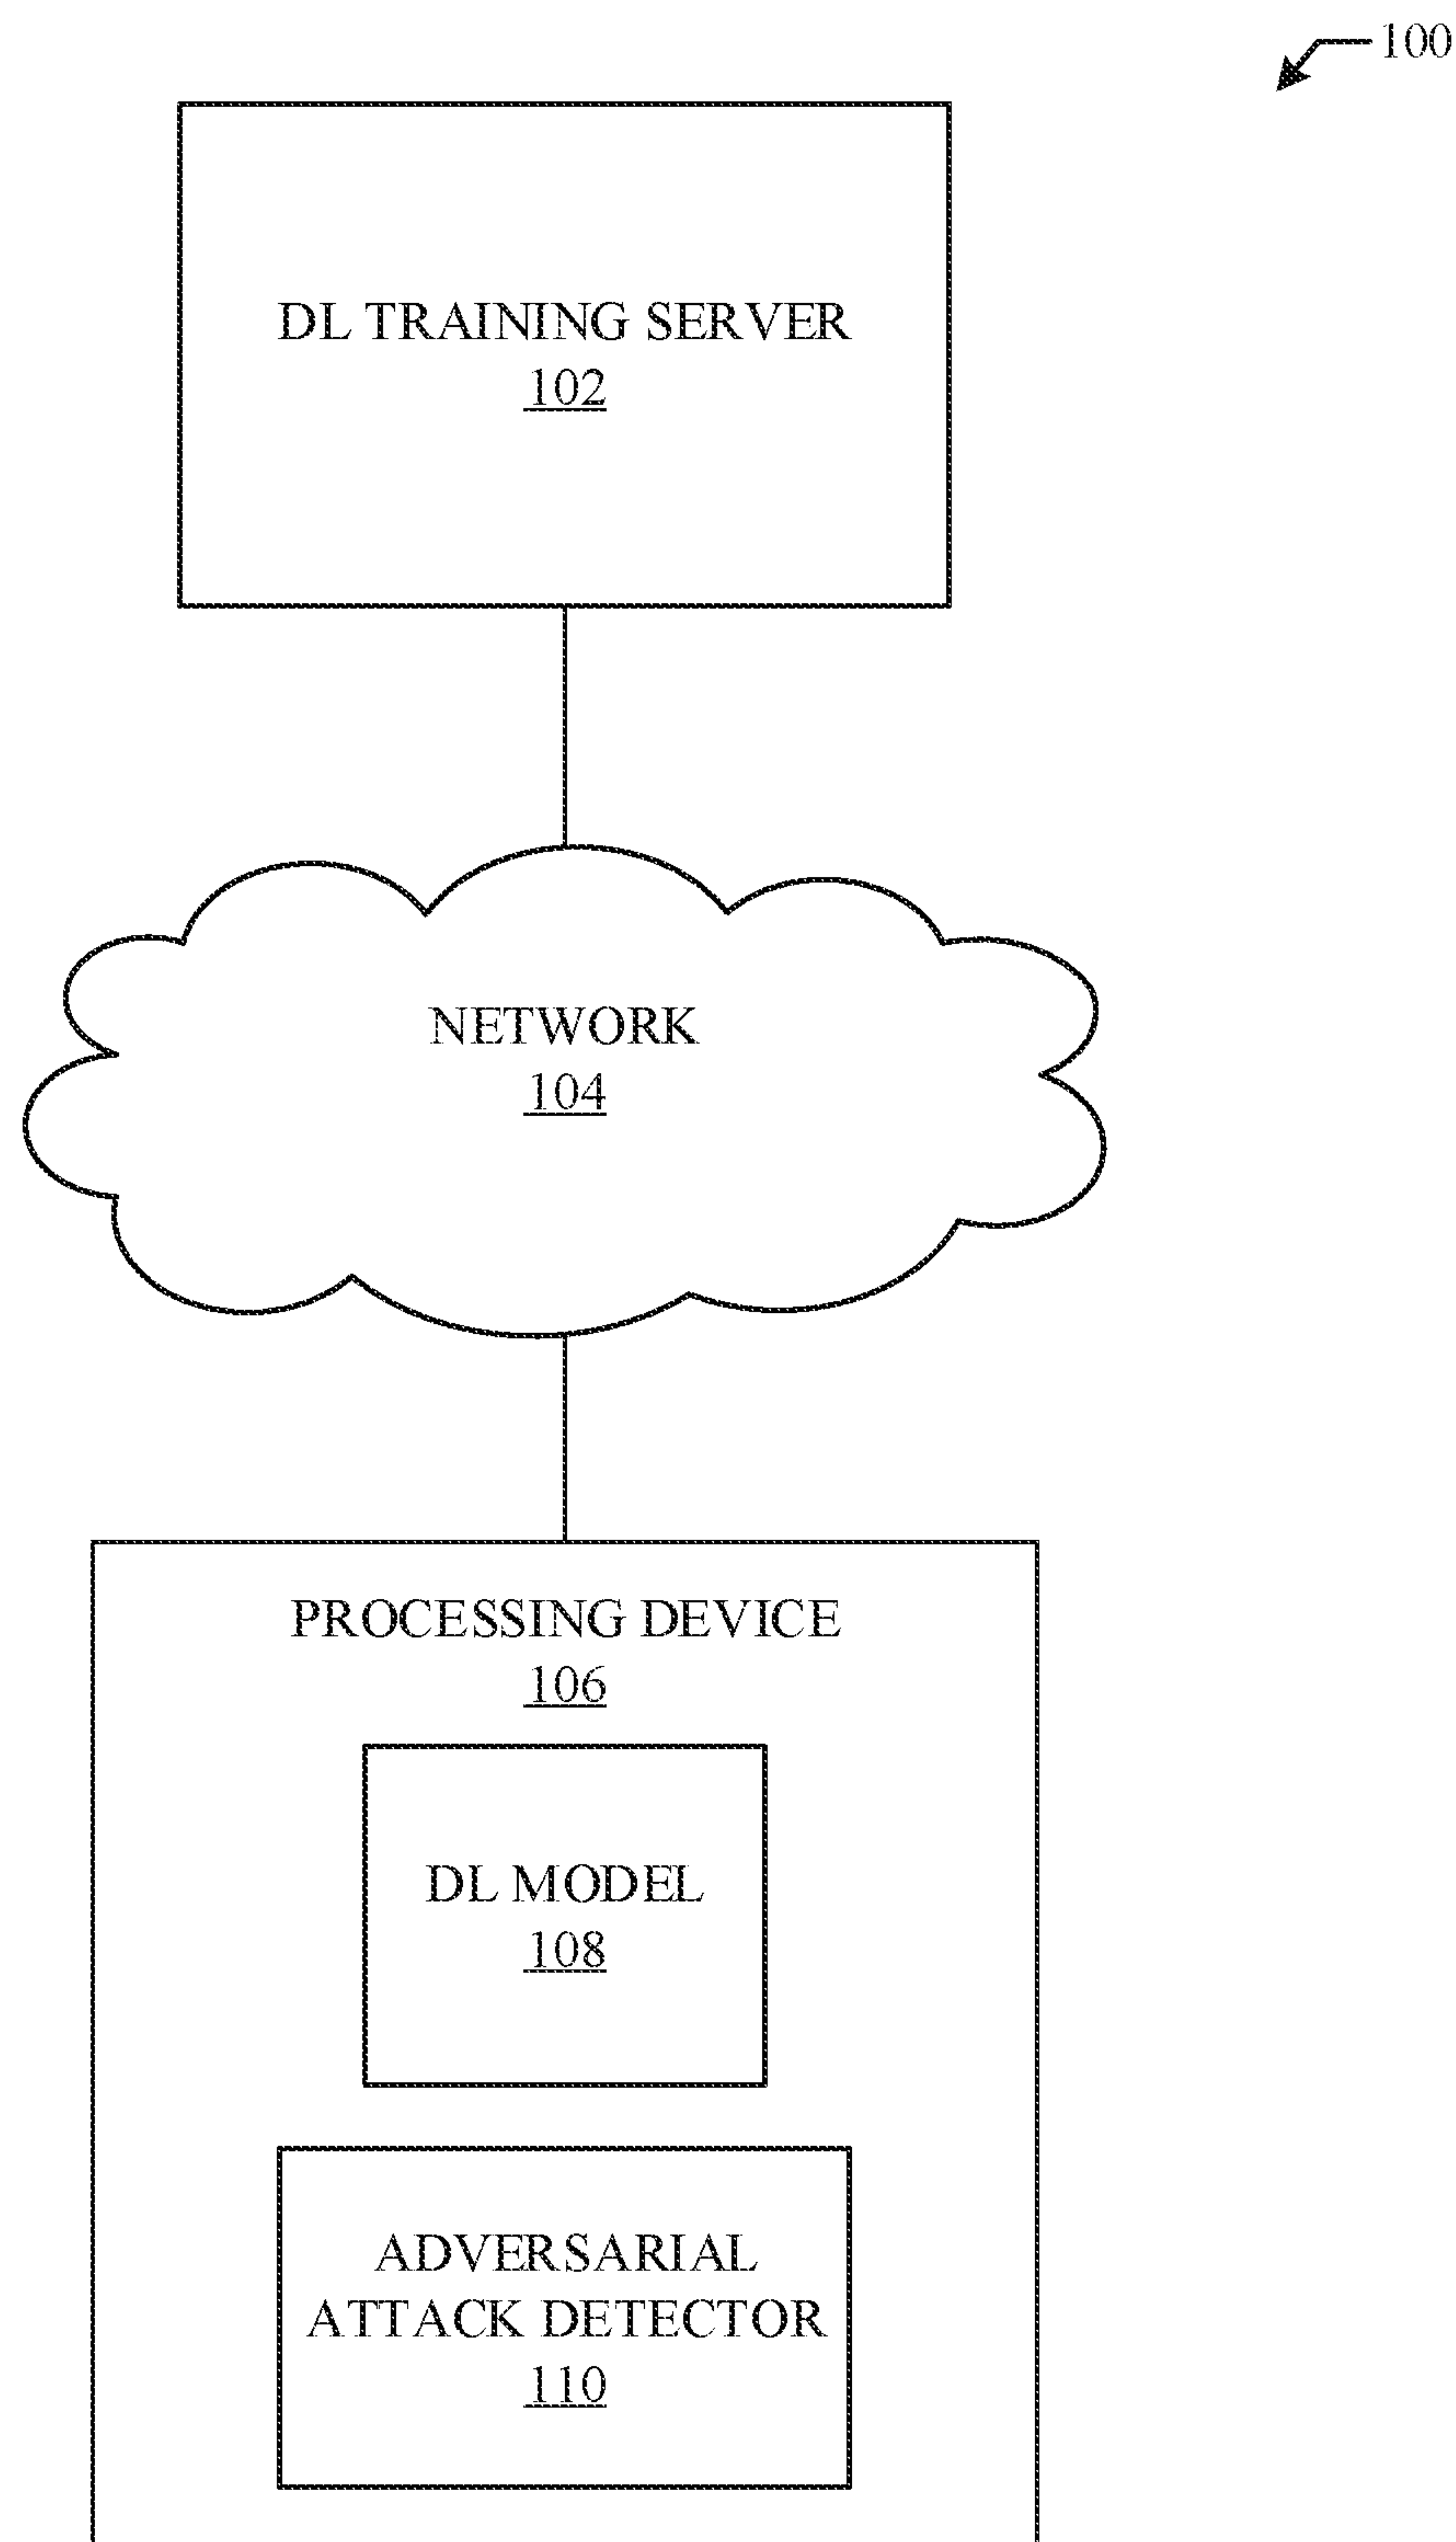 100
DL TRAINING SERVER
102
NETWORK
104
PROCESSING DEVICE
106
DL MODEL
108
ADVERSARIAL
ATTACK DETECTOR
110